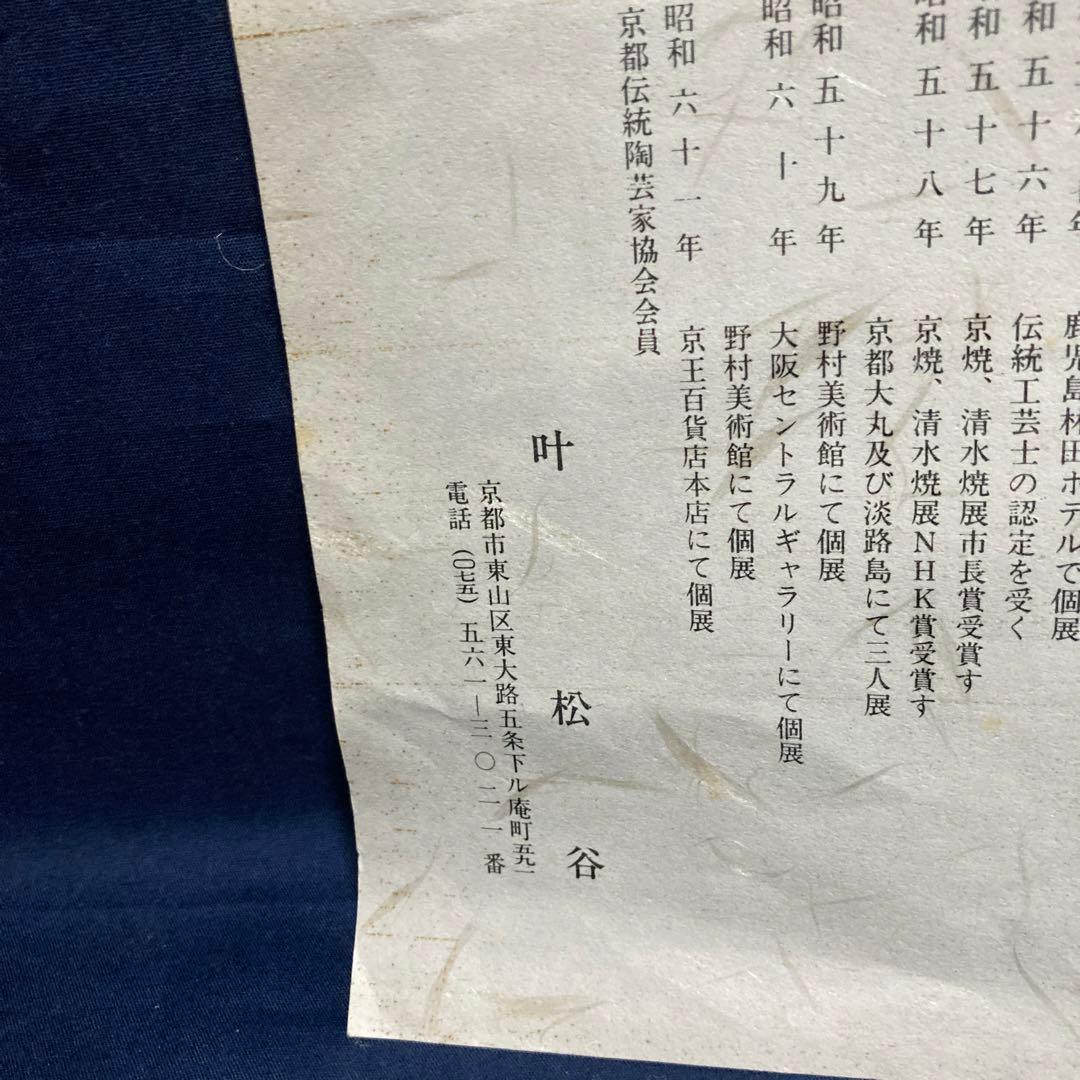 鹿児島林田ホテルで個展
和五十六年 伝統工芸士の認定を受く
和五十七年 京焼、清水焼展市長賞受賞す
昭和五十八年 京焼、清水焼展NHK賞受賞す
京都大丸及び淡路島にて三人展
昭和五十九年 野村美術館にて個展
昭和六十年 大阪セントラルギャラリーにて個展
野村美術館にて個展
昭和六十一年 京王百貨店本店にて個展
京都伝統陶芸家協会会員
叶松谷
京都市東山区東大路五条下ル庵町五九一
電話(〇七五)五六一―三〇二一番